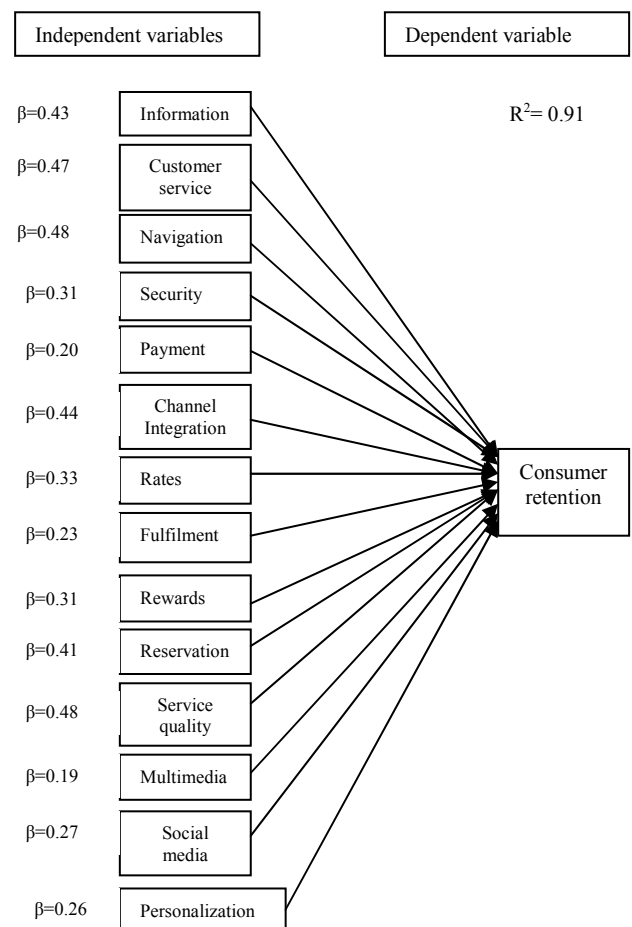 Independent variables
Dependent variable
β=0.43
Information
R²= 0.91
β=0.47
Customer
service
β=0.48
Navigation
β=0.31
Security
β=0.20
Payment
β=0.44
Channel
Integration
Consumer
retention
β=0.33
Rates
β=0.23
Fulfilment
β=0.31
Rewards
β=0.41
Reservation
β=0.48
Service
quality
β=0.19
Multimedia
β=0.27
Social
media
β=0.26
Personalization